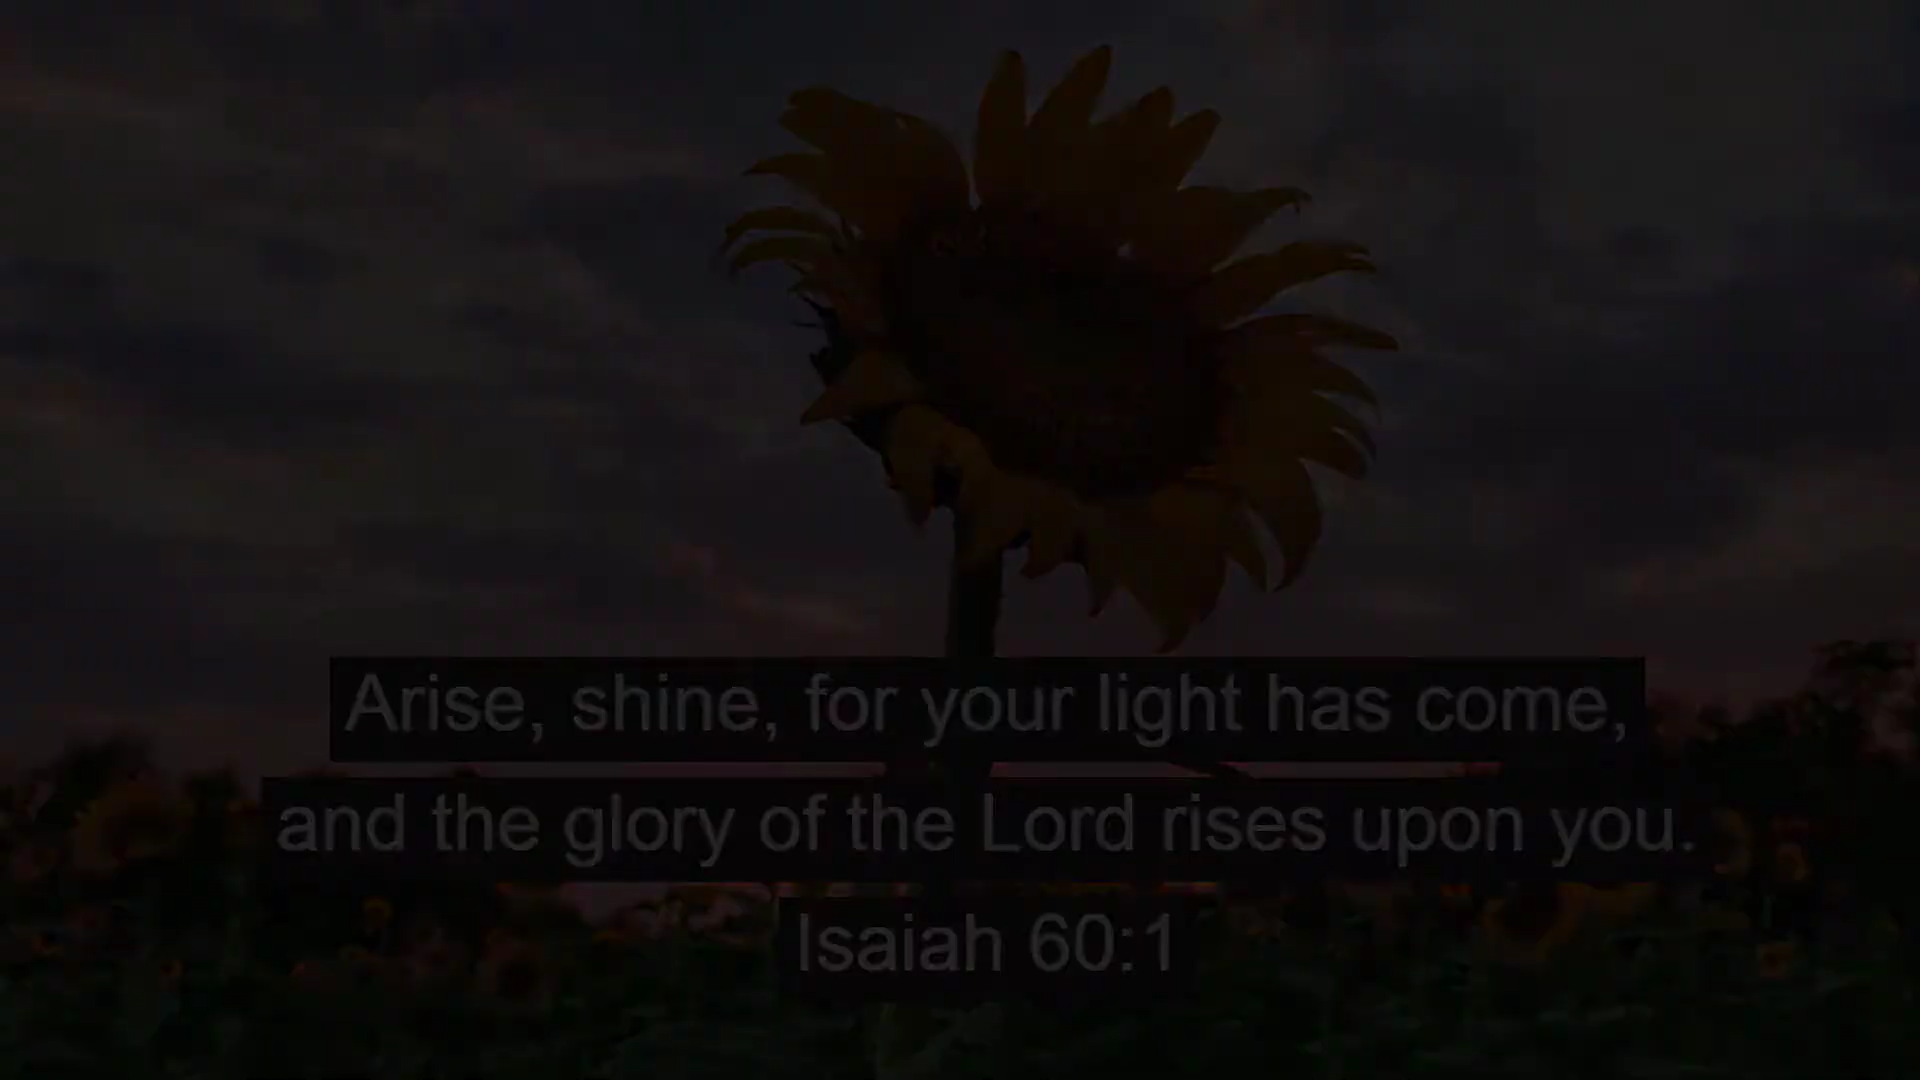 Arise, shine, for your light has come,
and the glory of the Lord rises upon you.
Isaiah 60:1